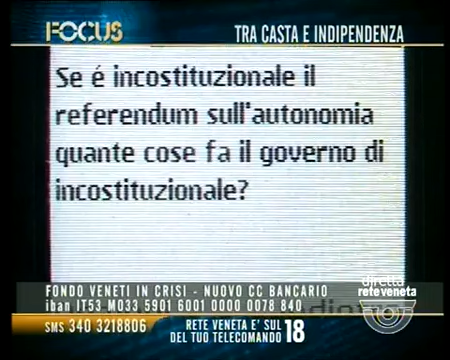 FOCUS
TRA CASTA E INDIPENDENZA
Se é incostituzionale il
referendum sull'autonomia
quante cose fa il governo di
incostituzionale?
FONDO VENETI IN CRISI - NUOVO CC BANCARIO
iban IT53 M033 5901 6001 0000 0078 840
diretta
rete veneta
SMS 340 3218806
RETE VENETA E' SUL
DEL TUO TELECOMANDO
18